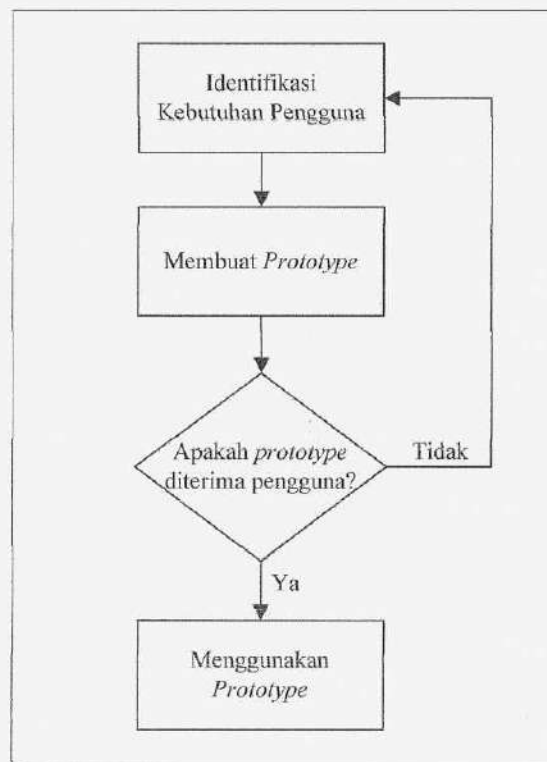 Identifikasi
Kebutuhan Pengguna
Membuat Prototype
Apakah prototype
diterima pengguna?
Tidak
Ya
Menggunakan
Prototype